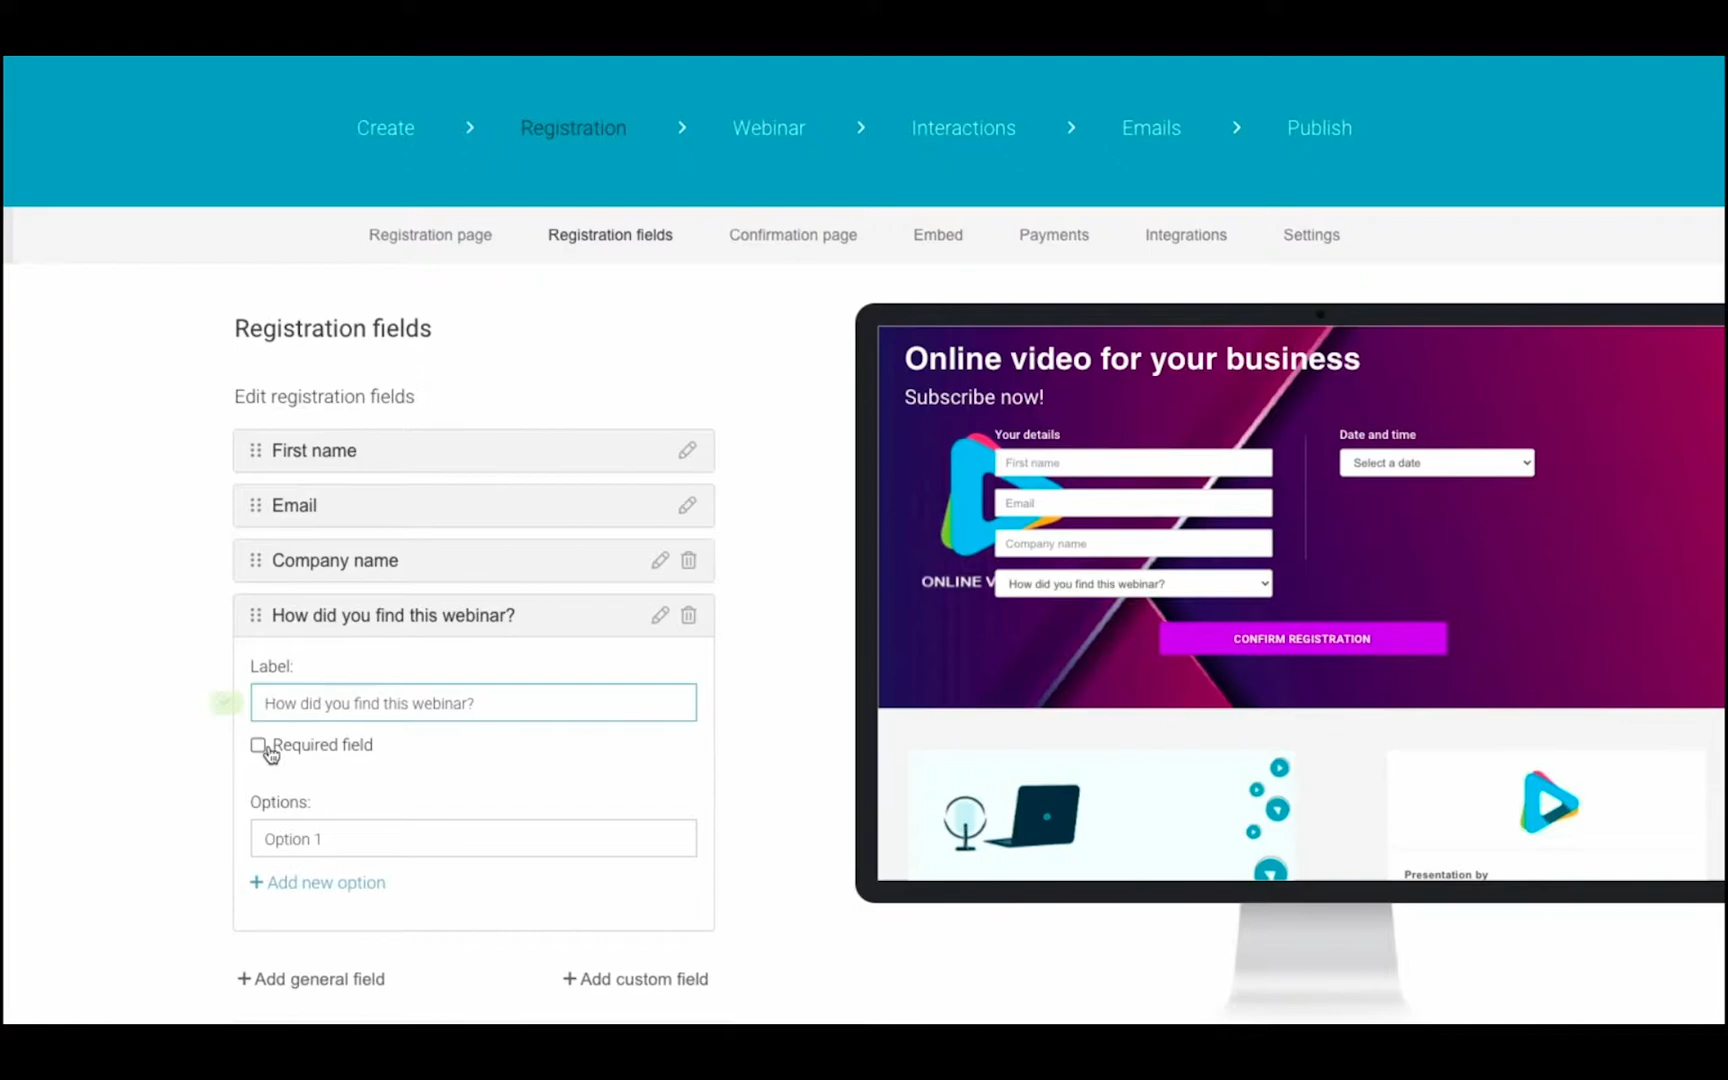 Create > Registration > Webinar > Interactions > Emails > Publish
Registration page Registration fields Confirmation page Embed Payments Integrations Settings
Registration fields
Edit registration fields
First name
Email
Company name
How did you find this webinar?
Label:
How did you find this webinar?
Required field
Options:
Option 1
+ Add new option
+ Add general field + Add custom field
Online video for your business
Subscribe now!
Your details
First name
Email
Company name
How did you find this webinar?
ONLINE V
Date and time
Select a date
CONFIRM REGISTRATION
Presentation by